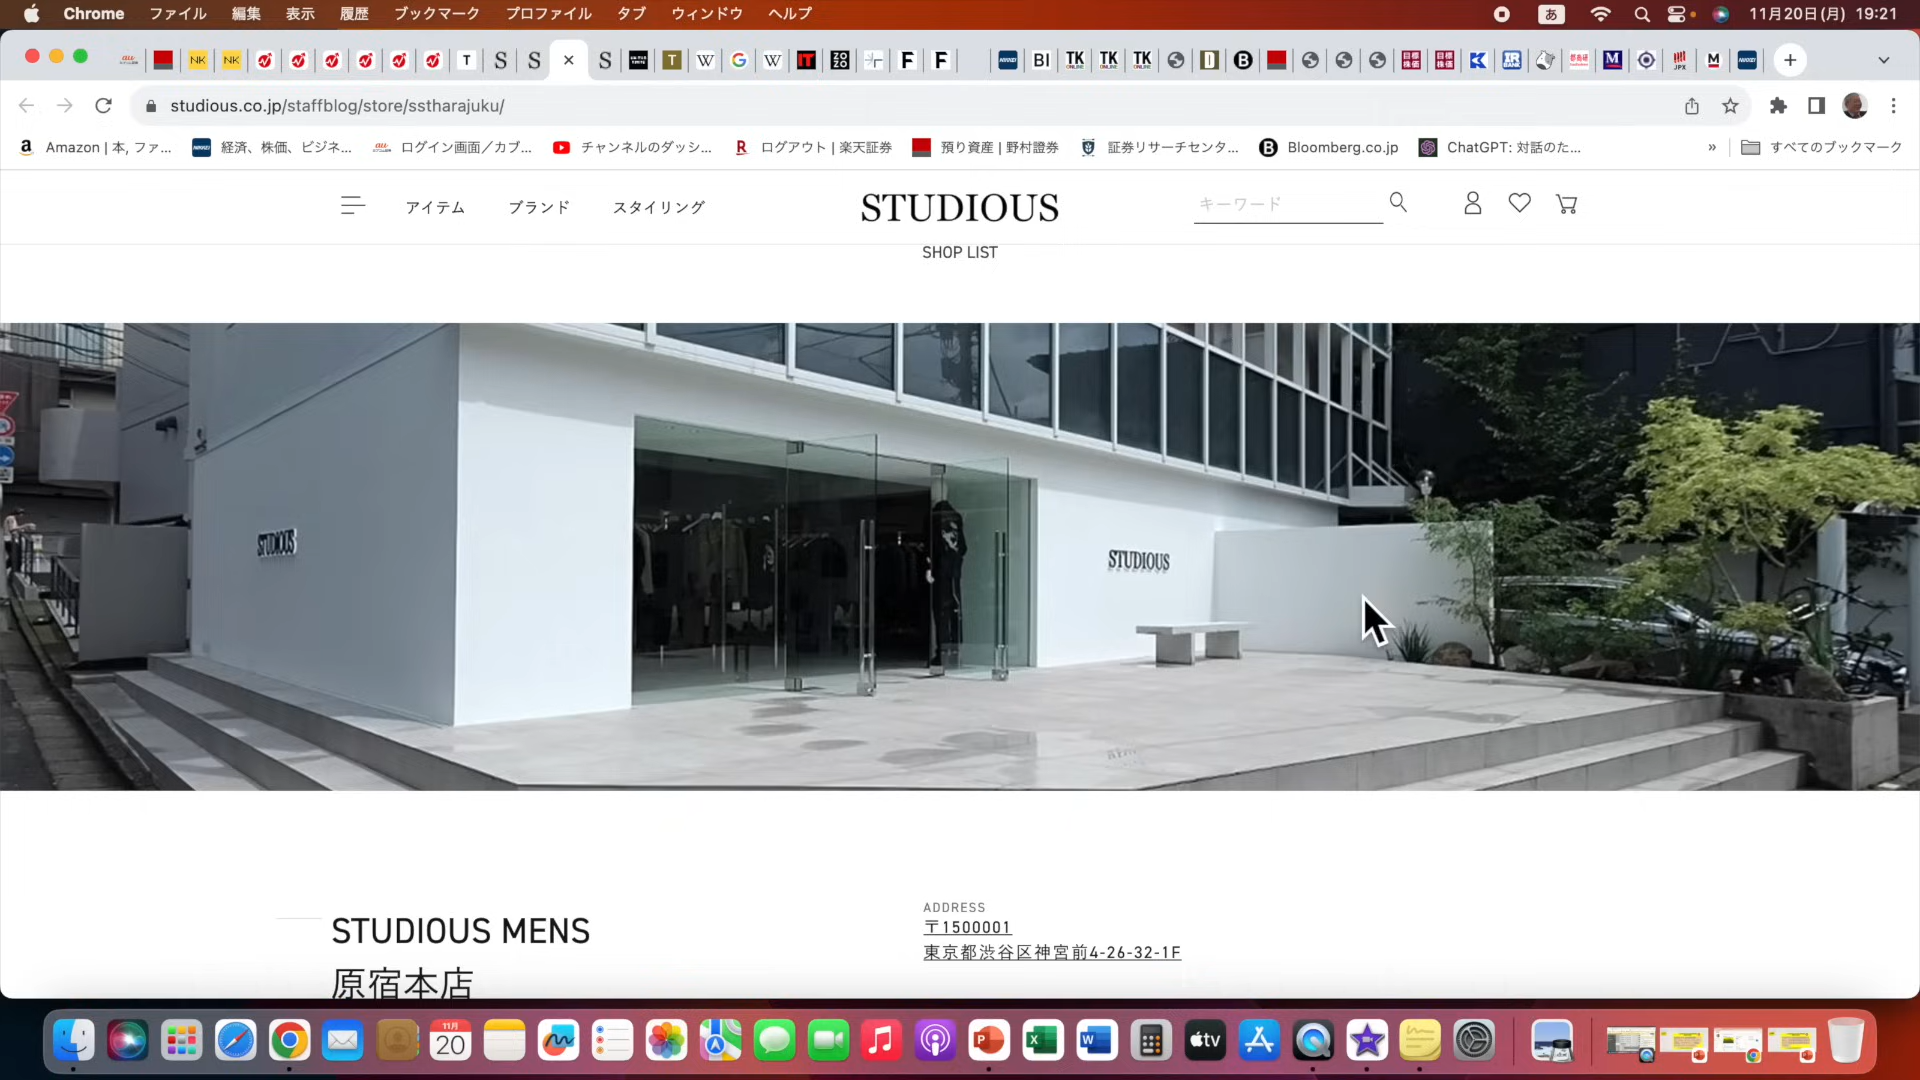 Chrome ファイル 編集 表示 履歴 ブックマーク プロファイル タブ ウィンドウ ヘルプ あ 11月20日(月) 19:21
studious.co.jp/staffblog/store/sstharajuku/
Amazon | 本, ファ... 経済、株価、ビジネ... ログイン画面／カブ... チャンネルのダッシ... ログアウト | 楽天証券 預り資産 | 野村證券 証券リサーチセンタ... Bloomberg.co.jp ChatGPT: 対話のた... » すべてのブックマーク
アイテム ブランド スタイリング STUDIOUS キーワード
SHOP LIST
STUDIOUS
STUDIOUS
ADDRESS
〒1500001
東京都渋谷区神宮前4-26-32-1F
STUDIOUS MENS
原宿本店
11月
20
tv